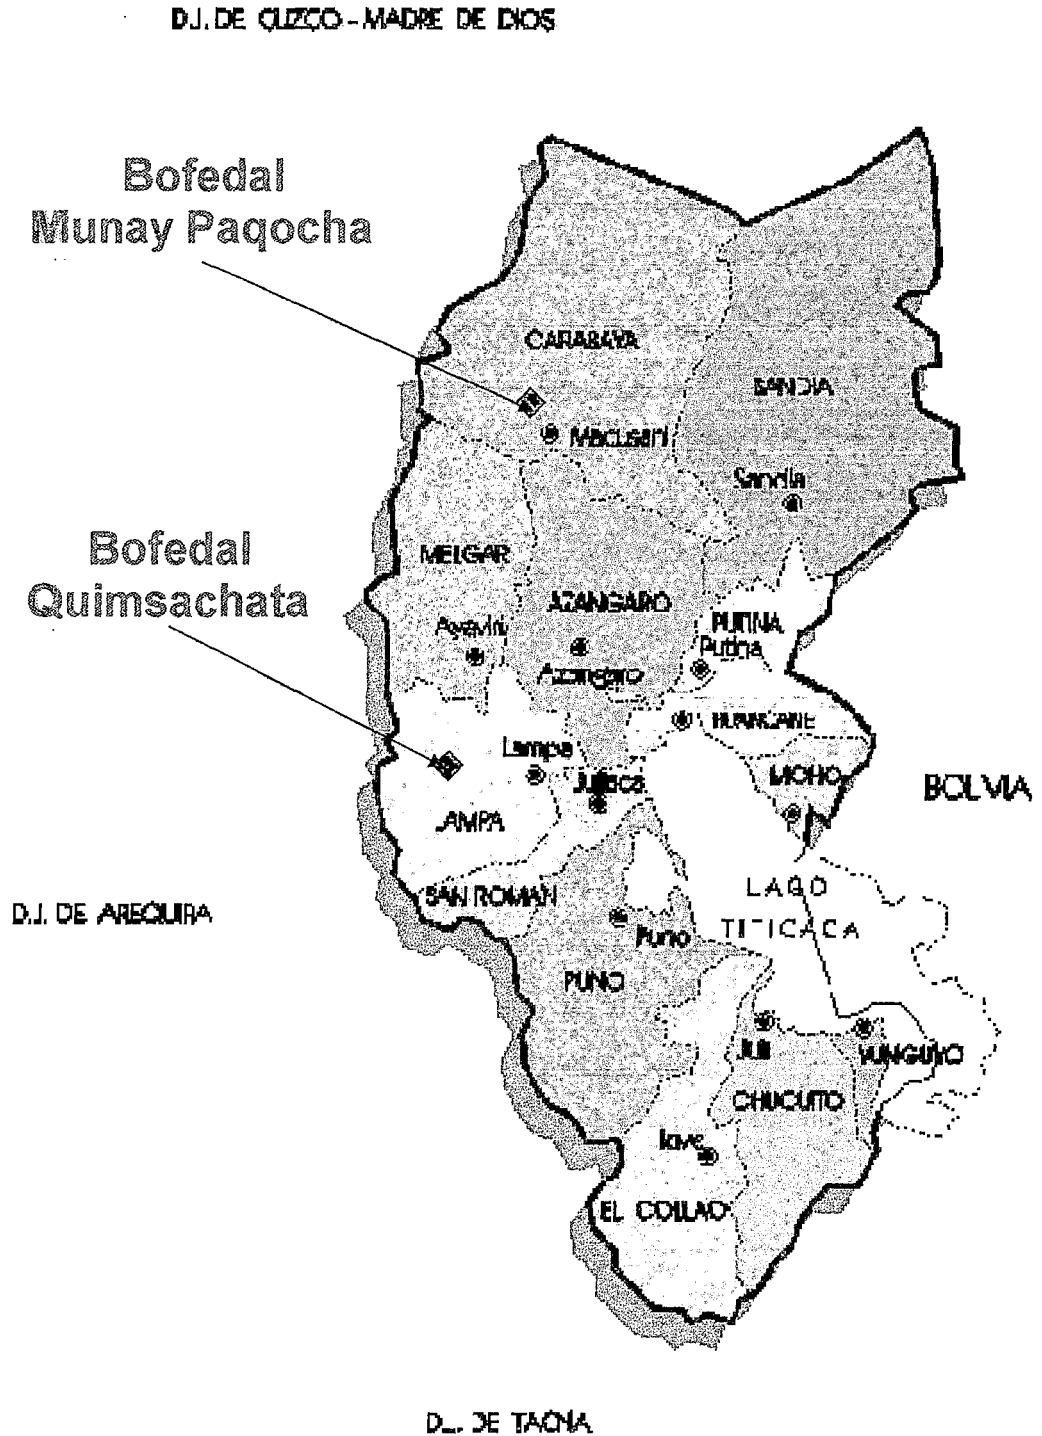 D.J. DE CUZCO - MADRE DE DIOS
Bofedal
Munay Paqocha
CARABAYA
SANDIA
Macusani
Sandia
Bofedal
Quimsachata
MELGAR
AZANGARO
PUTINA
Ayaviri
Putina
Azangaro
HUANCANE
Lampa
Juliaca
MOHO
BOLIVIA
LAMPA
SAN ROMAN
LAGO
TITICACA
D.J. DE AREQUIPA
Puno
PUNO
Juli
YUNGUYO
CHUCUITO
Ilave
EL COLLAO
D.J. DE TACNA